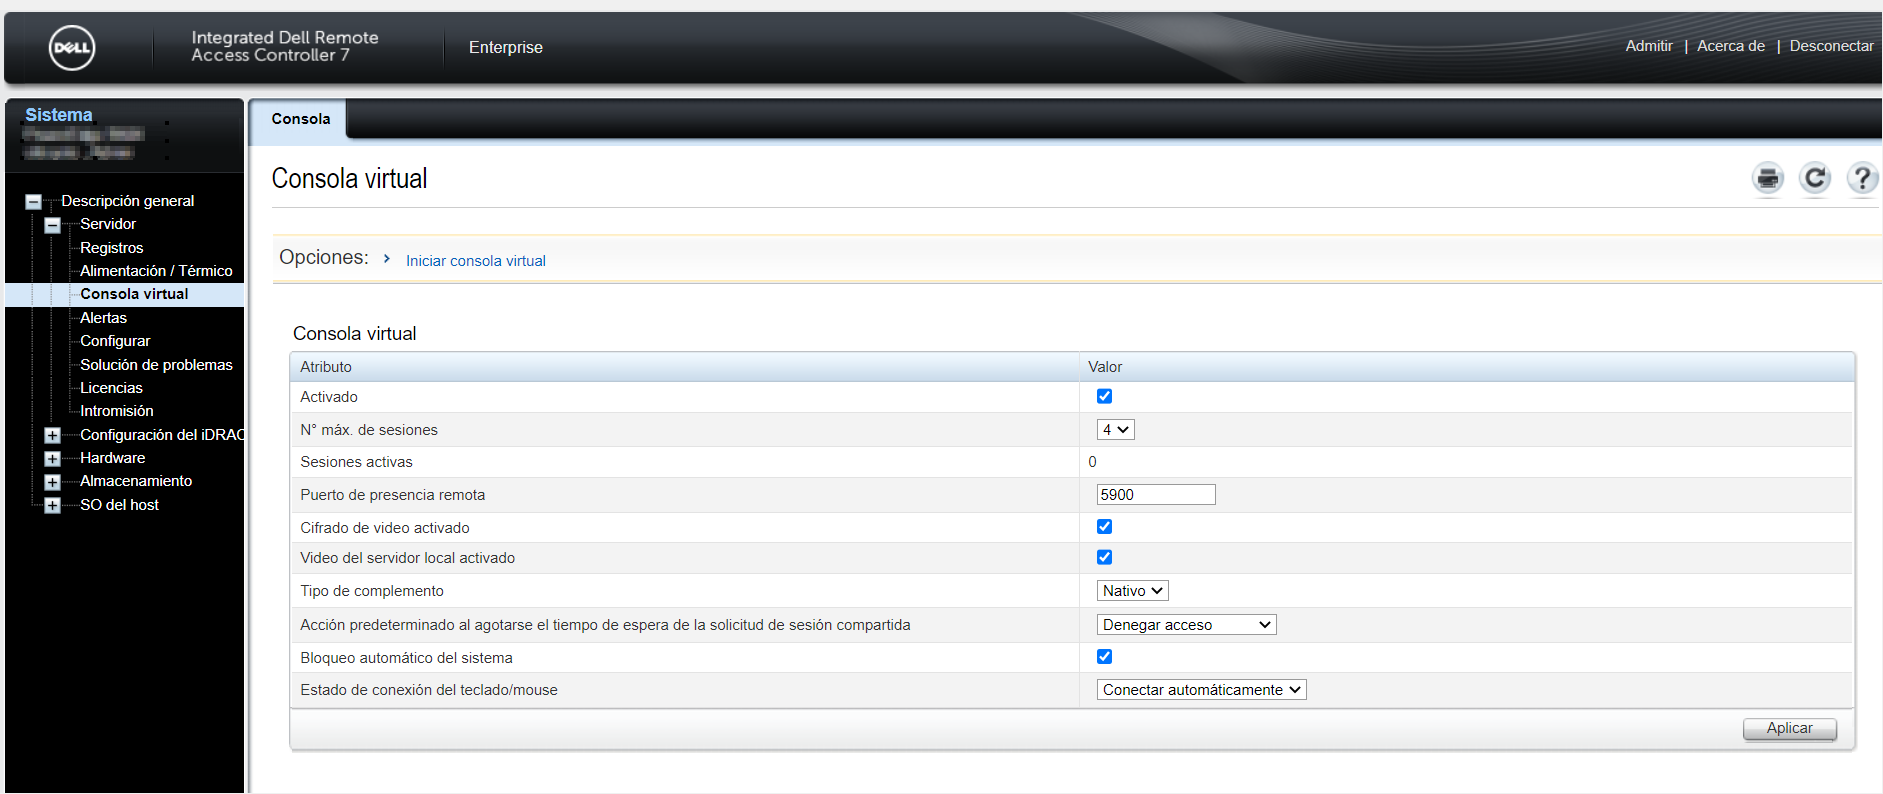 DELL
Integrated Dell Remote
Access Controller 7
Enterprise
Admitir | Acerca de | Desconectar
Sistema
Consola
Consola virtual
Descripción general
Servidor
Registros
Alimentación / Térmico
Consola virtual
Alertas
Configurar
Solución de problemas
Licencias
Intromisión
Configuración del iDRAC
Hardware
Almacenamiento
SO del host
Opciones: Iniciar consola virtual
Consola virtual
Atributo Valor
Activado
N° máx. de sesiones 4
Sesiones activas 0
Puerto de presencia remota 5900
Cifrado de video activado
Video del servidor local activado
Tipo de complemento Nativo
Acción predeterminado al agotarse el tiempo de espera de la solicitud de sesión compartida Denegar acceso
Bloqueo automático del sistema
Estado de conexión del teclado/mouse Conectar automáticamente
Aplicar